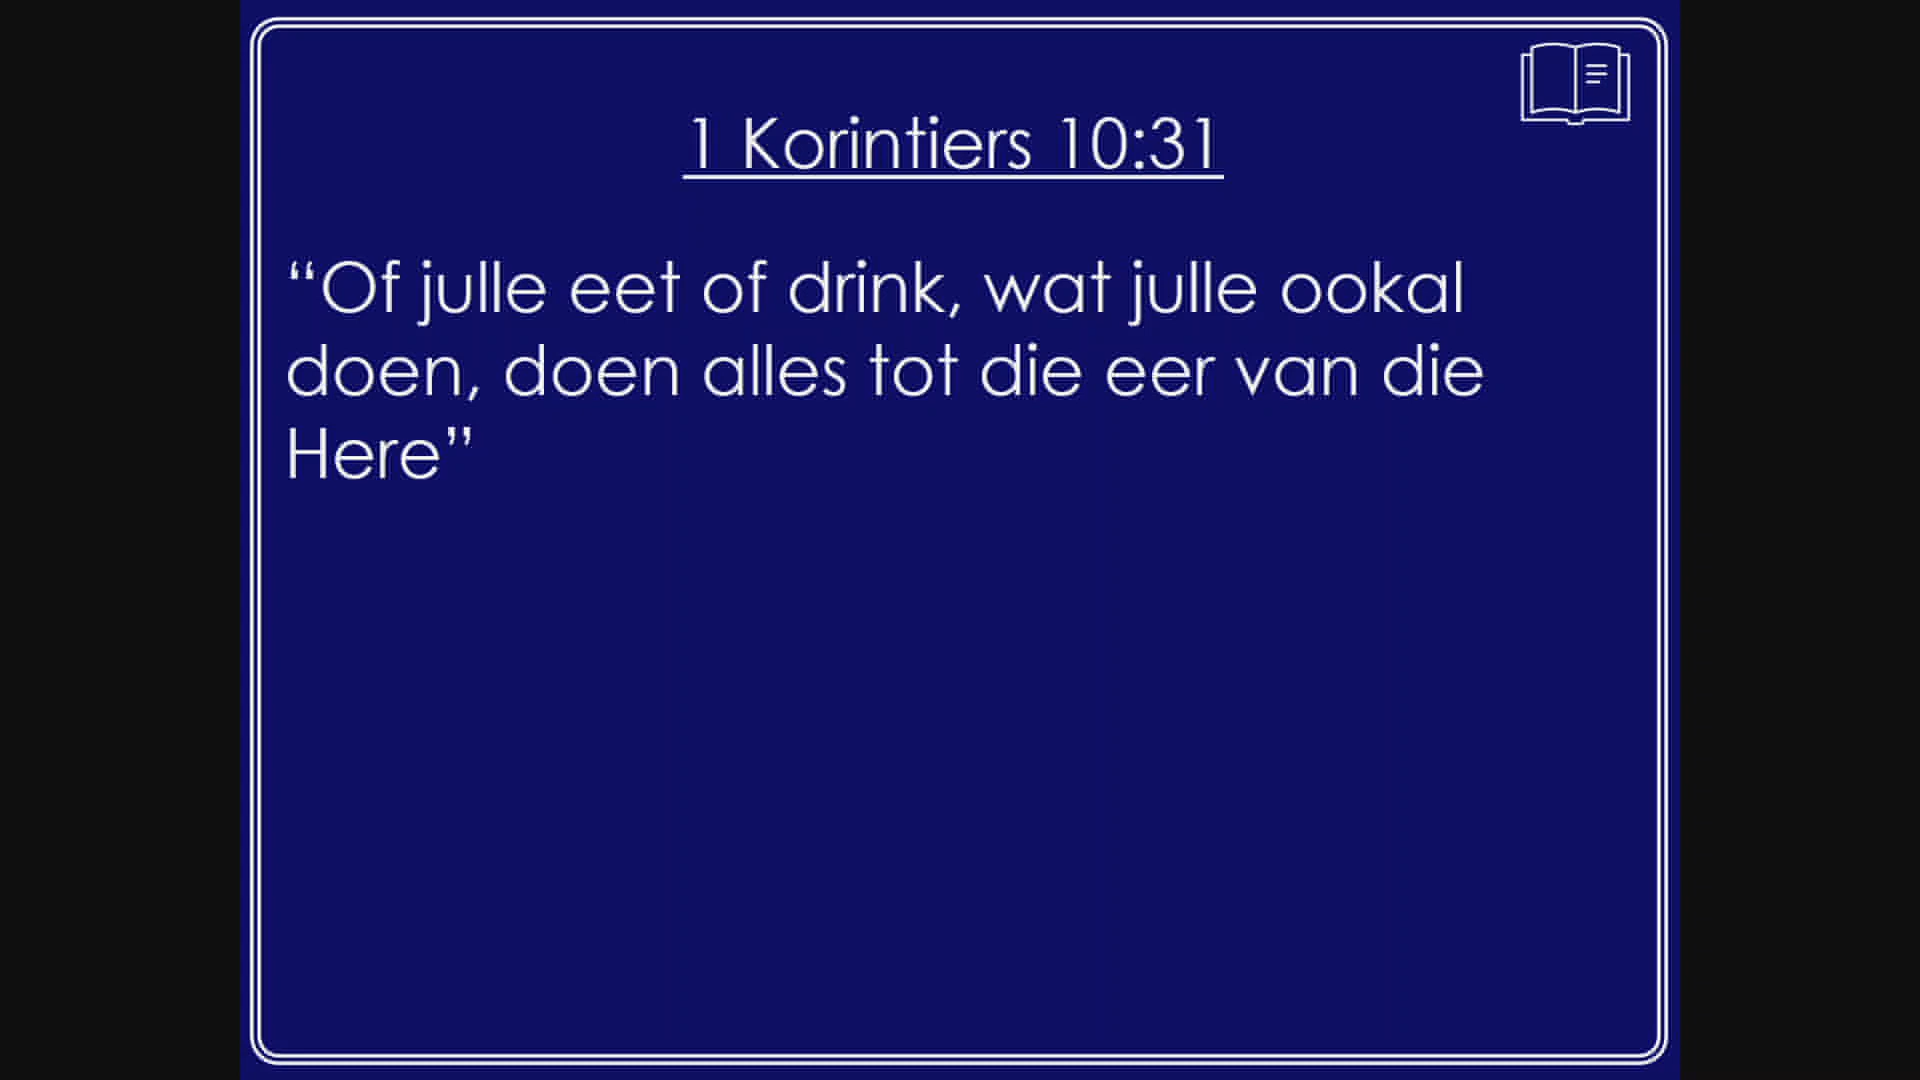 1 Korintiers 10:31
“Of julle eet of drink, wat julle ookal
doen, doen alles tot die eer van die
Here”